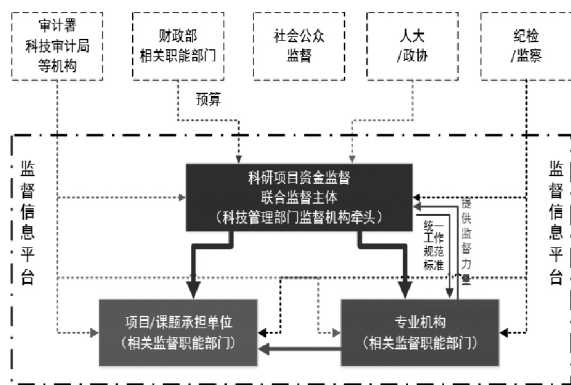 审计署
科技审计局
等机构
财政部
相关职能部门
社会公众
监督
人大
/政协
纪检
/监察
预算
监督信息平台
科研项目资金监督
联合监督主体
（科技管理部门监督机构牵头）
统一
工作
规范
标准
提供监督力量
监督信息平台
项目/课题承担单位
（相关监督职能部门）
专业机构
（相关监督职能部门）